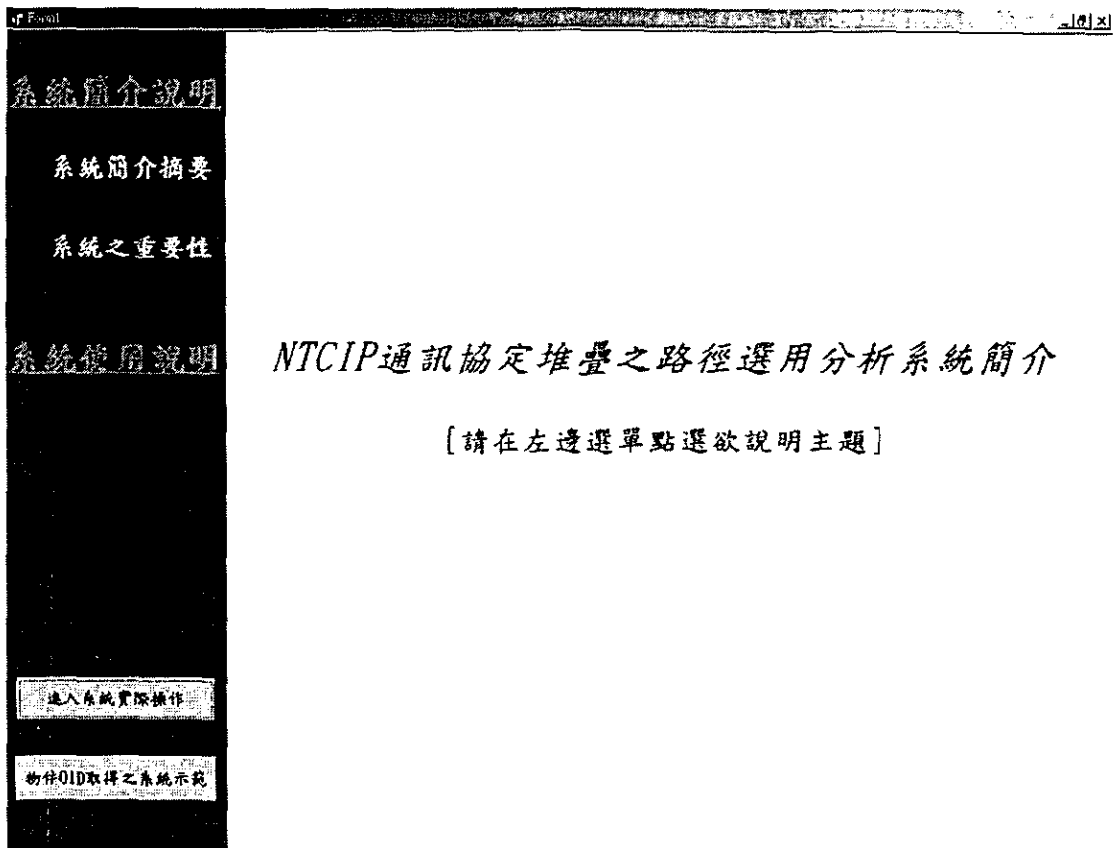 Form1
系統簡介說明
系統簡介摘要
系統之重要性
系統使用說明
NTCIP通訊協定堆疊之路徑選用分析系統簡介
[請在左邊選單點選欲說明主題]
進入系統實際操作
物件OID取得之系統示範